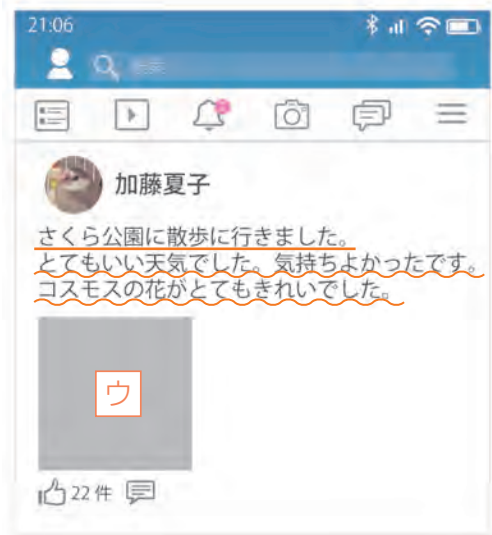 21:06
加藤夏子
さくら公園に散歩に行きました。
とてもいい天気でした。気持ちよかったです。
コスモスの花がとてもきれいでした。
ウ
22件